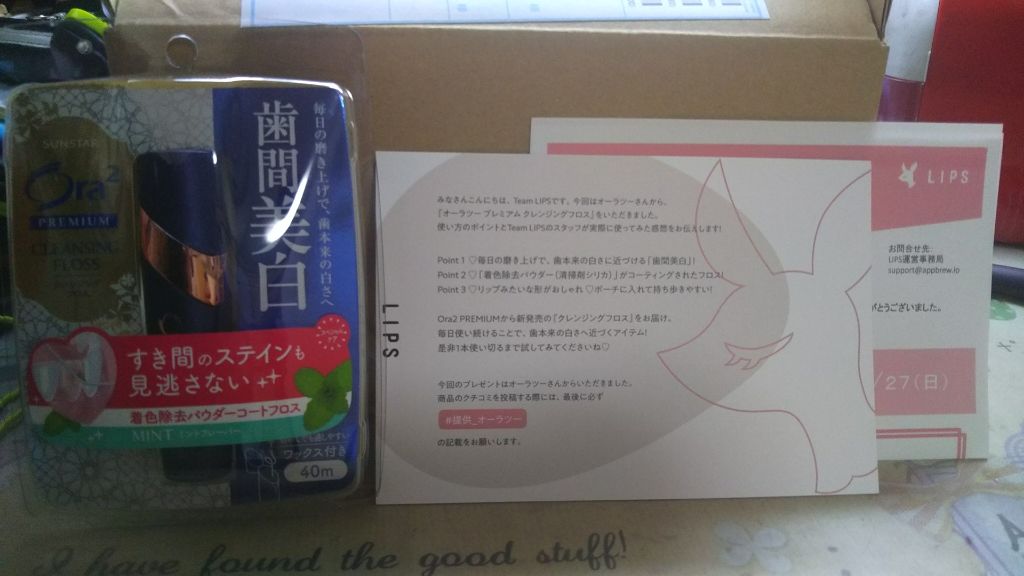 SUNSTAR
Ora2
PREMIUM
CLEANSING
FLOSS
毎日の磨き上げで、歯本来の白さへ
歯間美白
すき間のステインも
見逃さない
着色除去パウダーコートフロス
MINT ミントフレーバー
ワックス付き
40m
LIPS
みなさんこんにちは、Team LIPSです。今回はオーラツーさんから、
「オーラツー プレミアム クレンジングフロス」をいただきました。
使い方のポイントとTeam LIPSのスタッフが実際に使ってみた感想をお伝えします!
Point 1 ♡毎日の磨き上げで、歯本来の白さに近づける「歯間美白」!
Point 2 ♡「着色除去パウダー(清掃剤シリカ)」がコーティングされたフロス!
Point 3 ♡リップみたいな形がおしゃれ ♡ポーチに入れて持ち歩きやすい!
Ora2 PREMIUMから新発売の『クレンジングフロス』をお届け。
毎日使い続けることで、歯本来の白さへ近づくアイテム!
是非1本使い切るまで試してみてくださいね♡
今回のプレゼントはオーラツーさんからいただきました。
商品のクチコミを投稿する際には、最後に必ず
#提供_オーラツー
の記載をお願いします。
LIPS
お問合せ先:
LIPS運営事務局
support@appbrew.io
がとうございました。
/27(日)
I have found the good stuff!